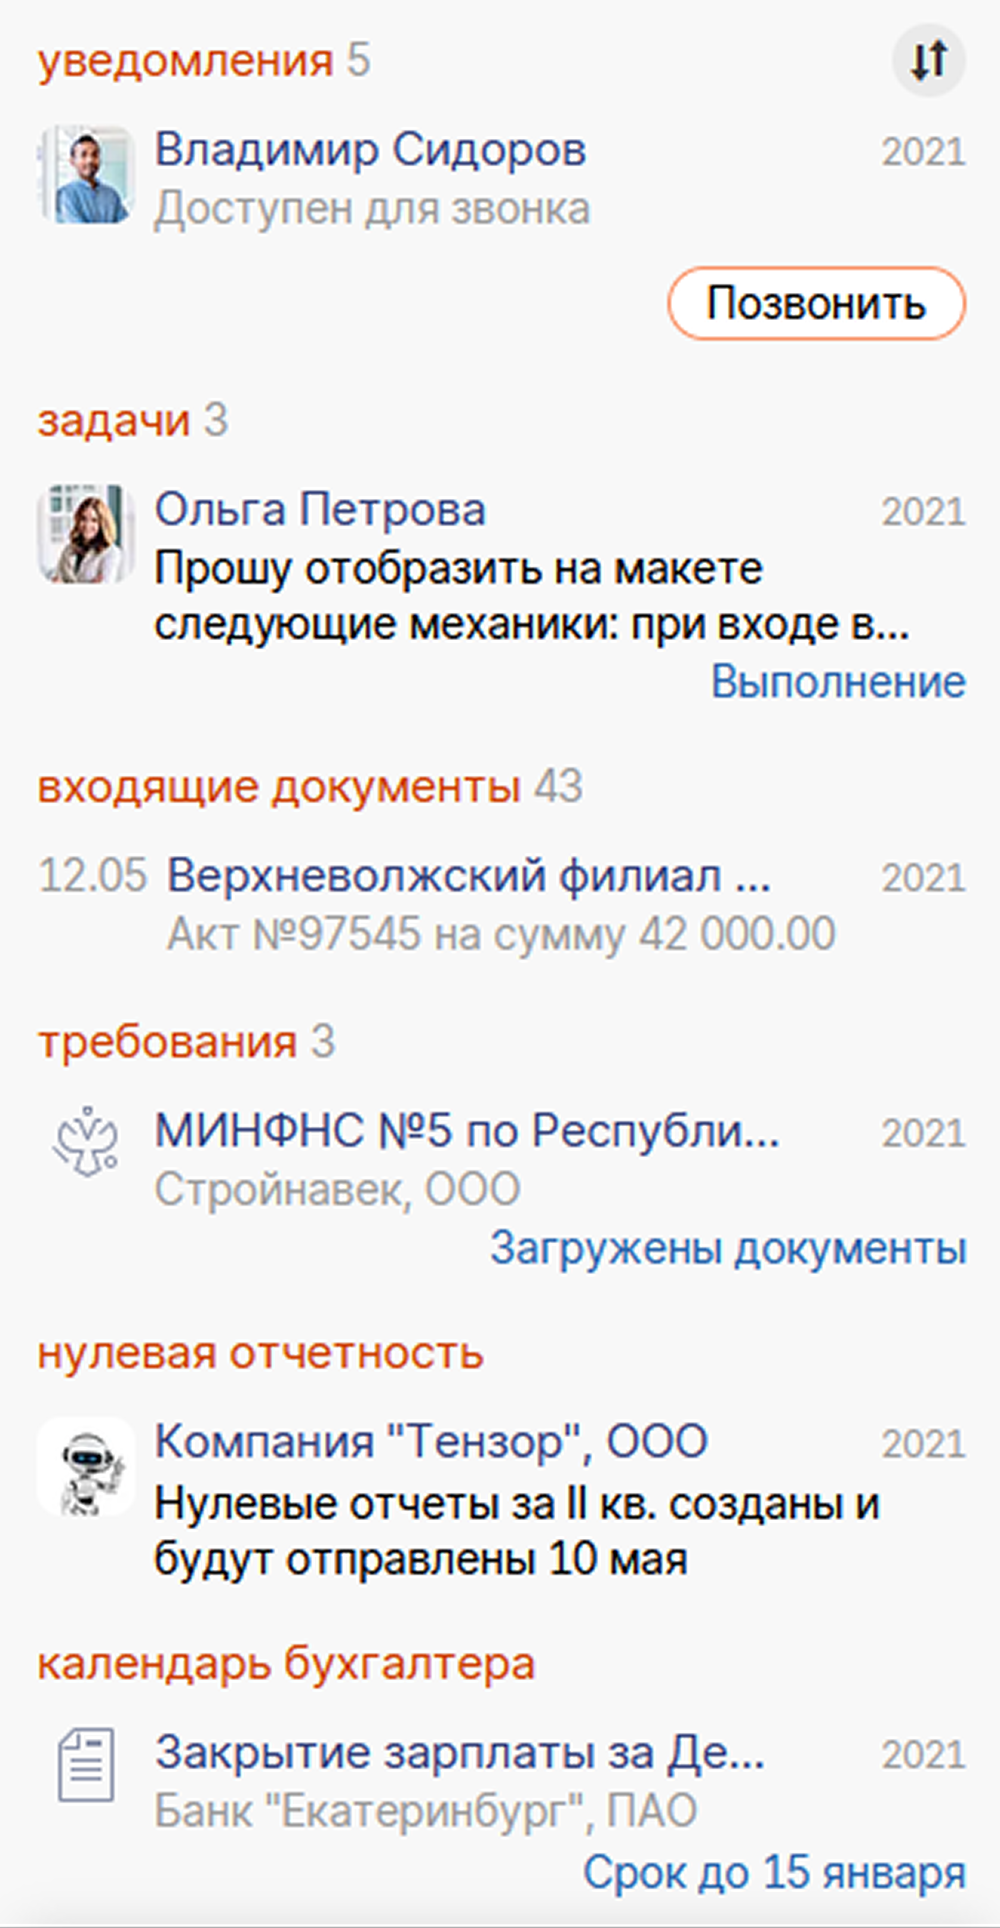 уведомления 5
Владимир Сидоров 2021
Доступен для звонка
Позвонить
задачи 3
Ольга Петрова 2021
Прошу отобразить на макете
следующие механики: при входе в...
Выполнение
входящие документы 43
12.05 Верхневолжский филиал ... 2021
Акт №97545 на сумму 42 000.00
требования 3
МИНФНС №5 по Республи... 2021
Стройнавек, ООО
Загружены документы
нулевая отчетность
Компания "Тензор", ООО 2021
Нулевые отчеты за II кв. созданы и
будут отправлены 10 мая
календарь бухгалтера
Закрытие зарплаты за Де... 2021
Банк "Екатеринбург", ПАО
Срок до 15 января